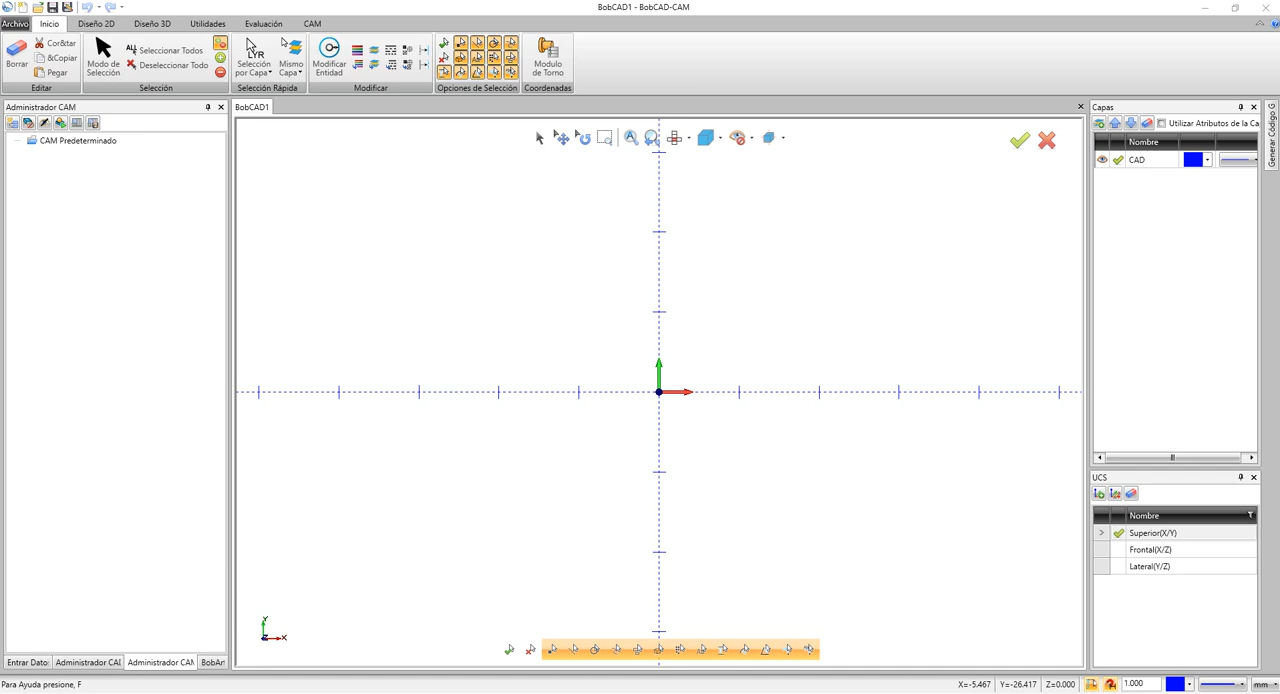 BobCAD1 - BobCAD-CAM
Archivo Inicio Diseño 2D Diseño 3D Utilidades Evaluación CAM
Borrar
Cor&tar
&Copiar
Pegar
Editar
Modo de Selección
Seleccionar Todos
Deseleccionar Todo
Selección
LYR
Selección por Capa
Mismo Capa
Selección Rápida
Modificar Entidad
Modificar
Opciones de Selección
Modulo de Torno
Coordenadas
Administrador CAM
CAM Predeterminado
BobCAD1
Capas
Utilizar Atributos de la Ca
Nombre
CAD
Generar Código G
UCS
Nombre
Superior(X/Y)
Frontal(X/Z)
Lateral(Y/Z)
Y
Z
X
Entrar Dato: Administrador CAI Administrador CAM BobAr
Para Ayuda presione, F
X=-5.467 Y=-26.417 Z=0.000 1.000 mm